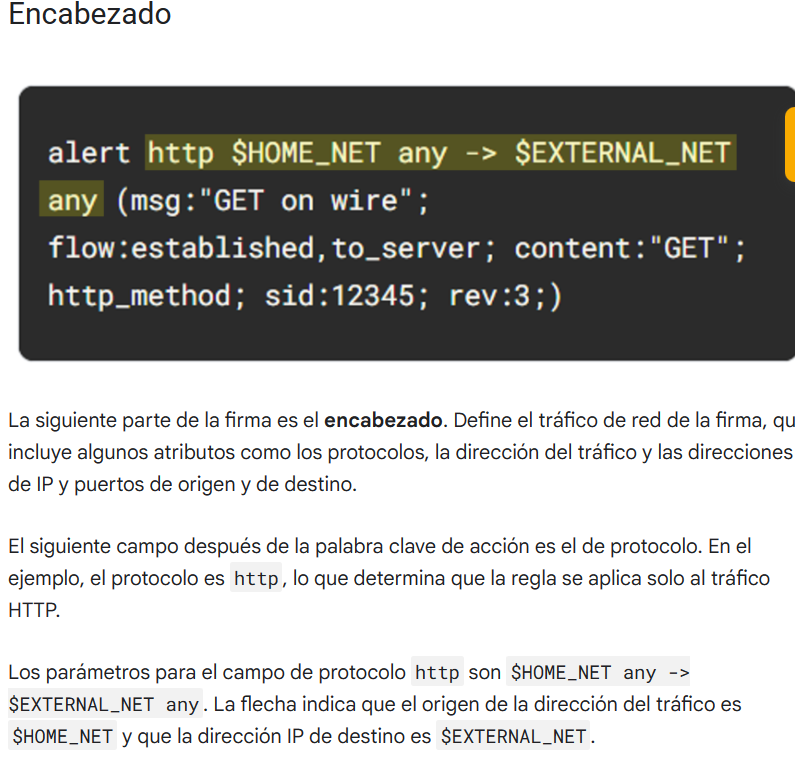 Encabezado
alert http $HOME_NET any -> $EXTERNAL_NET
any (msg:"GET on wire";
flow:established,to_server; content:"GET";
http_method; sid:12345; rev:3;)
La siguiente parte de la firma es el encabezado. Define el tráfico de red de la firma, qu
incluye algunos atributos como los protocolos, la dirección del tráfico y las direcciones
de IP y puertos de origen y de destino.
El siguiente campo después de la palabra clave de acción es el de protocolo. En el
ejemplo, el protocolo es http, lo que determina que la regla se aplica solo al tráfico
HTTP.
Los parámetros para el campo de protocolo http son $HOME_NET any ->
$EXTERNAL_NET any. La flecha indica que el origen de la dirección del tráfico es
$HOME_NET y que la dirección IP de destino es $EXTERNAL_NET.